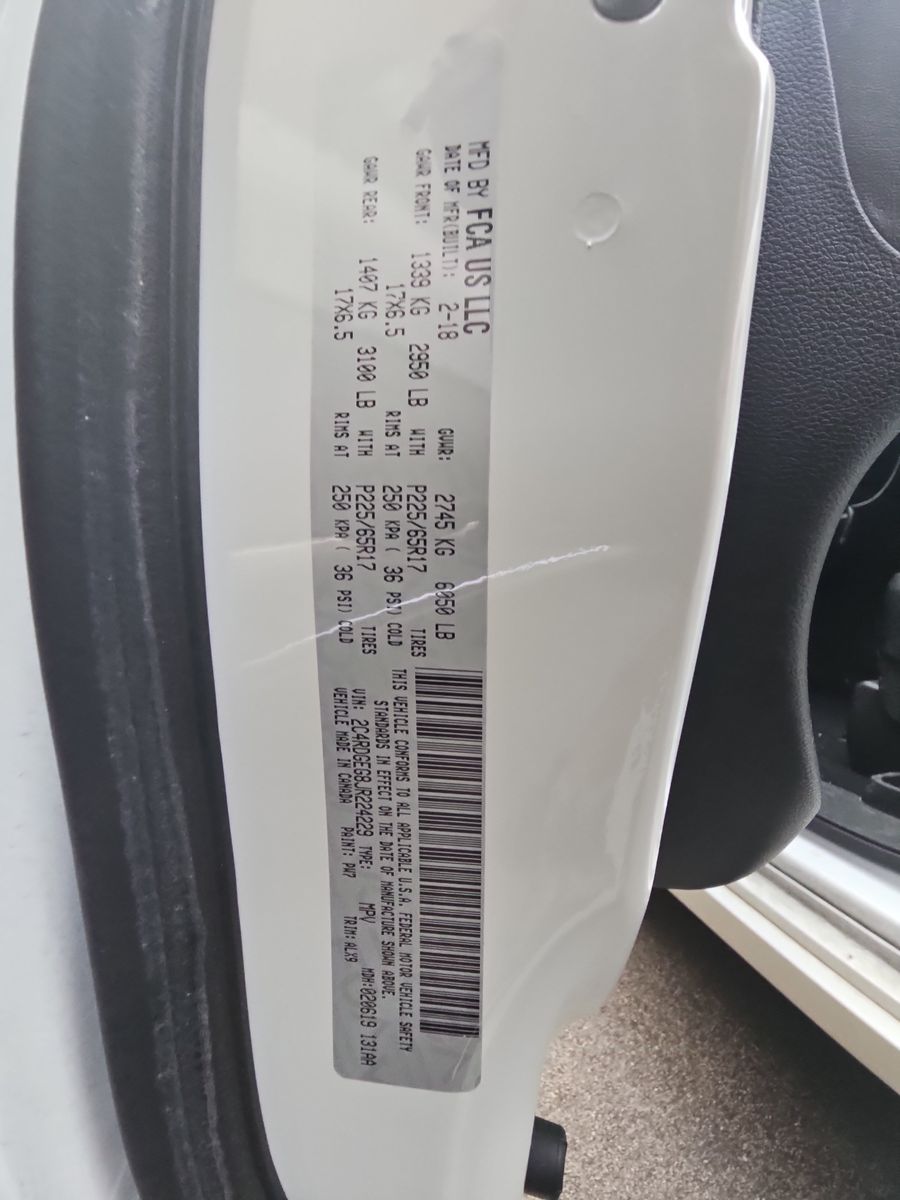 MFD BY FCA US LLC
DATE OF MFR(BUILT): 2-18 GVWR: 2745 KG 6050 LB
GAWR FRONT: 1339 KG 2950 LB WITH P225/65R17 TIRES
17X6.5 RIMS AT 250 KPA ( 36 PSI) COLD
GAWR REAR: 1407 KG 3100 LB WITH P225/65R17 TIRES
17X6.5 RIMS AT 250 KPA ( 36 PSI) COLD
THIS VEHICLE CONFORMS TO ALL APPLICABLE U.S.A. FEDERAL MOTOR VEHICLE SAFETY
STANDARDS IN EFFECT ON THE DATE OF MANUFACTURE SHOWN ABOVE.
VIN: 2C4RDGEG8JR224229 TYPE: MPV MDH:020619 131AA
VEHICLE MADE IN CANADA PAINT: PW7 TRIM: ALX9